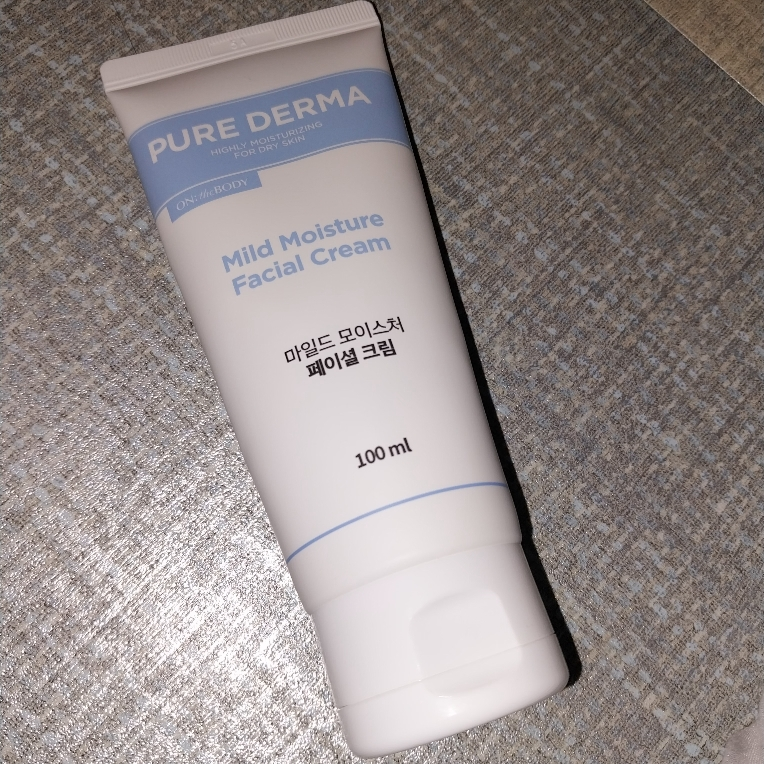 PURE DERMA
HIGHLY MOISTURIZING
FOR DRY SKIN
ON: the BODY
Mild Moisture
Facial Cream
마일드 모이스처
페이셜 크림
100 ml